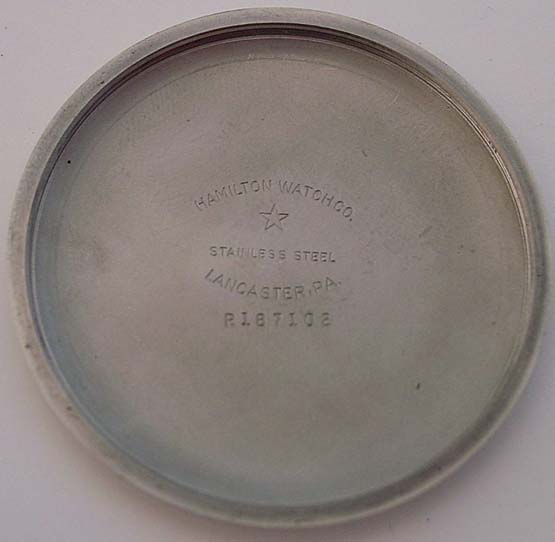 HAMILTON WATCH CO.
STAINLESS STEEL
LANCASTER, PA.
R187108